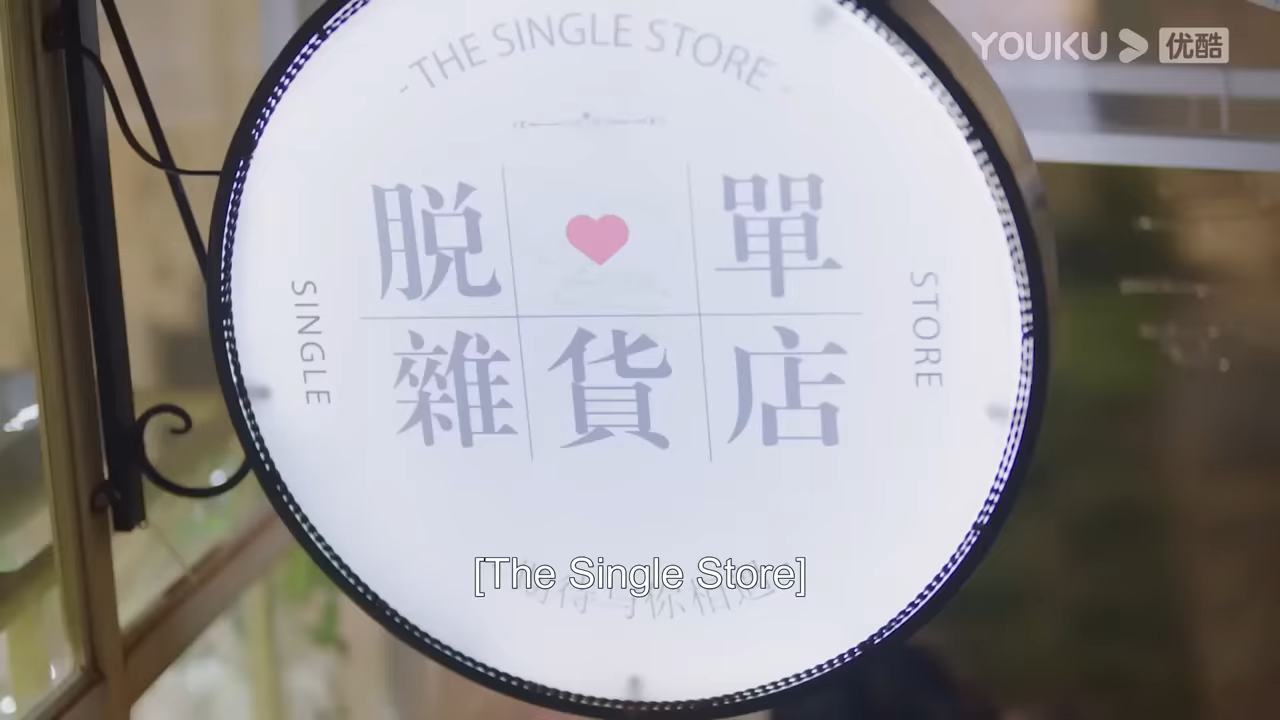 YOUKU 优酷
- THE SINGLE STORE -
脱 單
雜 貨 店
SINGLE
STORE
[The Single Store]